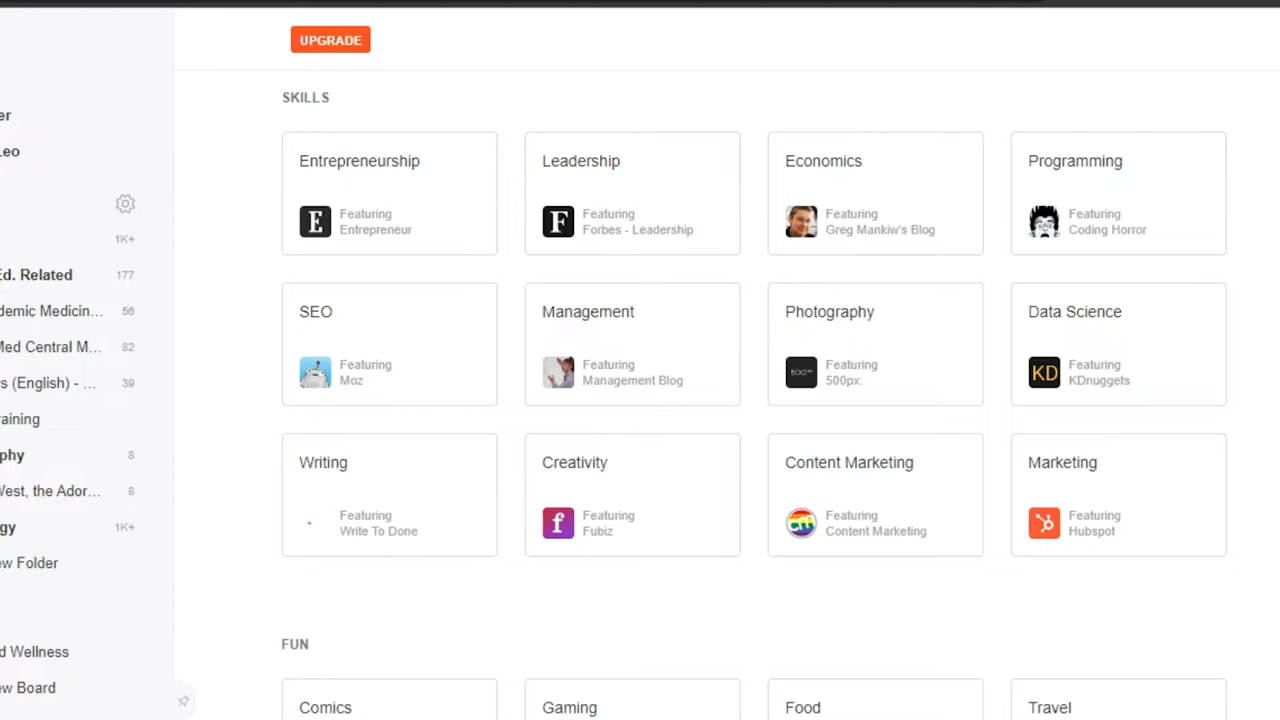 UPGRADE
er
Leo
1K+
Ed. Related 177
demic Medicin... 56
Med Central M... 82
s (English) - ... 39
raining
phy 8
West, the Ador... 8
gy 1K+
ew Folder
d Wellness
ew Board
SKILLS
Entrepreneurship
E Featuring
Entrepreneur
Leadership
F Featuring
Forbes - Leadership
Economics
Featuring
Greg Mankiw's Blog
Programming
Featuring
Coding Horror
SEO
Featuring
Moz
Management
Featuring
Management Blog
Photography
500px Featuring
500px:
Data Science
KD Featuring
KDnuggets
Writing
Featuring
Write To Done
Creativity
f Featuring
Fubiz
Content Marketing
cm Featuring
Content Marketing
Marketing
Featuring
Hubspot
FUN
Comics
Gaming
Food
Travel